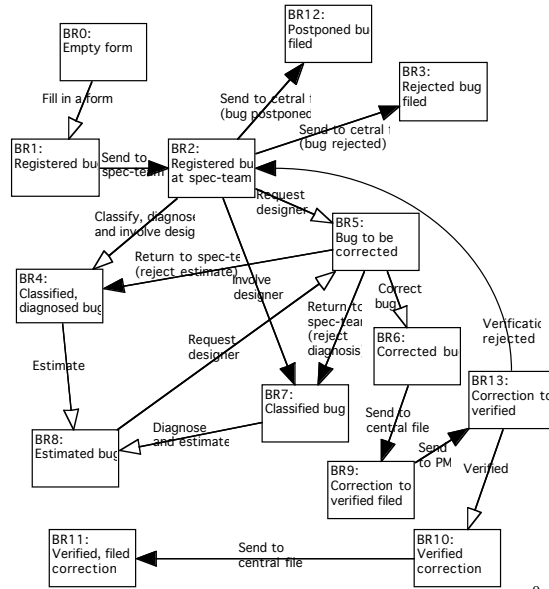 BR12:
Postponed bu
filed
BR0:
Empty form
BR3:
Rejected bug
filed
Fill in a form
Send to cetral f
(bug postponed
Send to cetral f
(bug rejected)
BR1:
Registered bug
Send to
spec-team
BR2:
Registered bu
at spec-team
Request
designer
Classify, diagnose
and involve desig
BR5:
Bug to be
corrected
Return to spec-te
(reject estimate)
BR4:
Classified,
diagnosed bug
Involve
designer
Correct
bug
Return to
spec-tear
(reject
diagnosis
Verificatic
rejected
BR6:
Corrected bu
Request
designer
Estimate
BR13:
Correction to
verified
BR7:
Classified bug
Send to
central file
BR8:
Estimated bug
Diagnose
and estimate
Send
to PM
BR9:
Correction to
verified filed
Verified
BR11:
Verified, filed
correction
Send to
central file
BR10:
Verified
correction